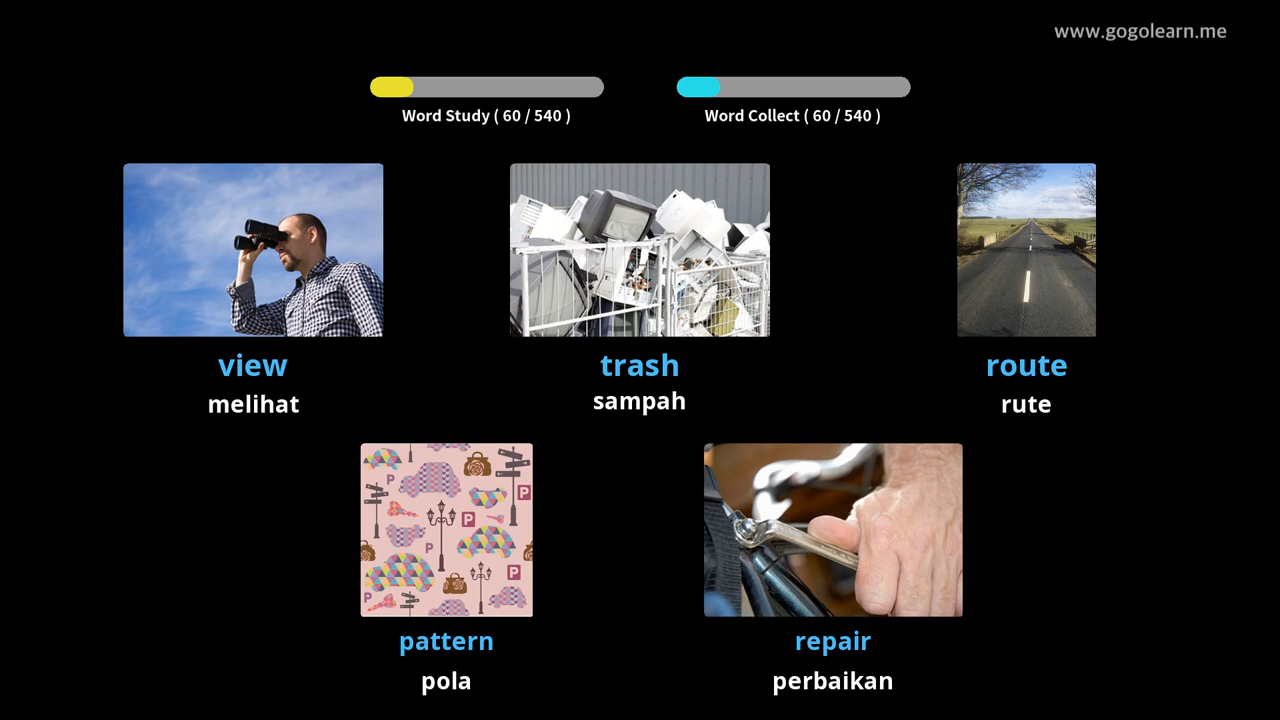 www.gogolearn.me
Word Study ( 60 / 540 )
Word Collect ( 60 / 540 )
view
trash
route
melihat
sampah
rute
P
P
P
P
P
P
pattern
repair
pola
perbaikan